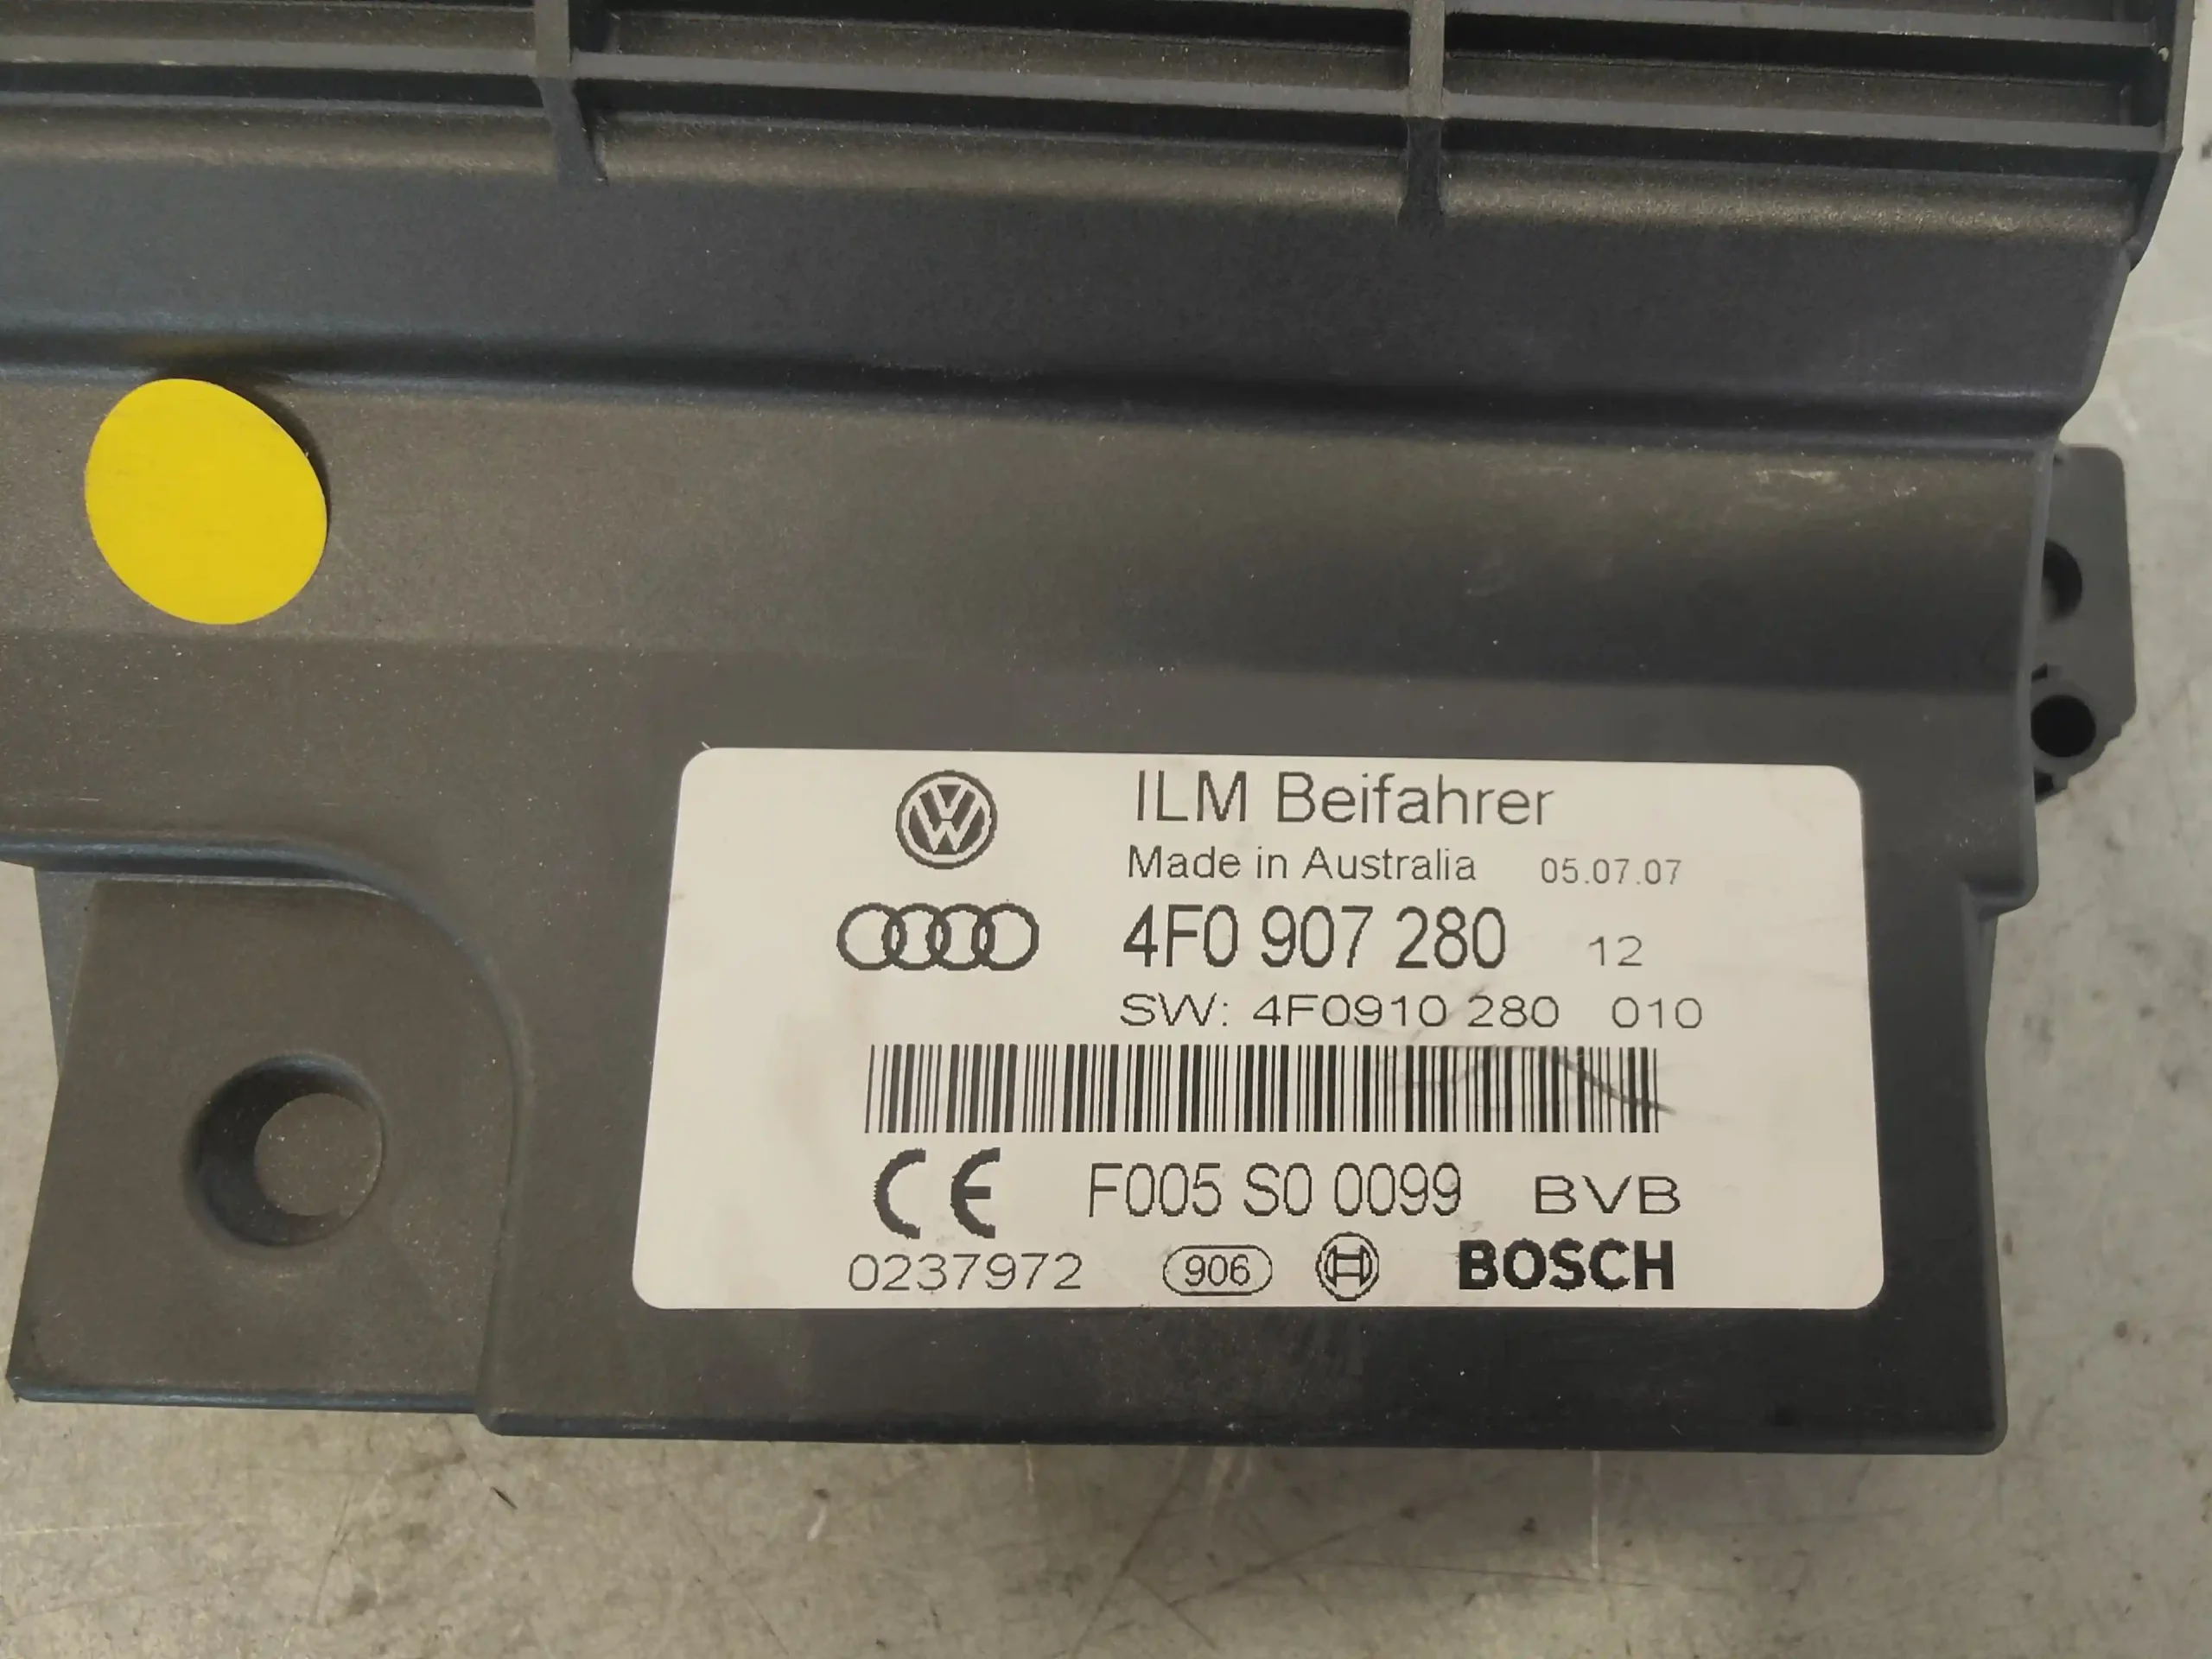 ILM Beifahrer
Made in Australia 05.07.07
4F0 907 280 12
SW: 4F0910 280 010
CE F005 S0 0099 BVB
0237972 906 BOSCH